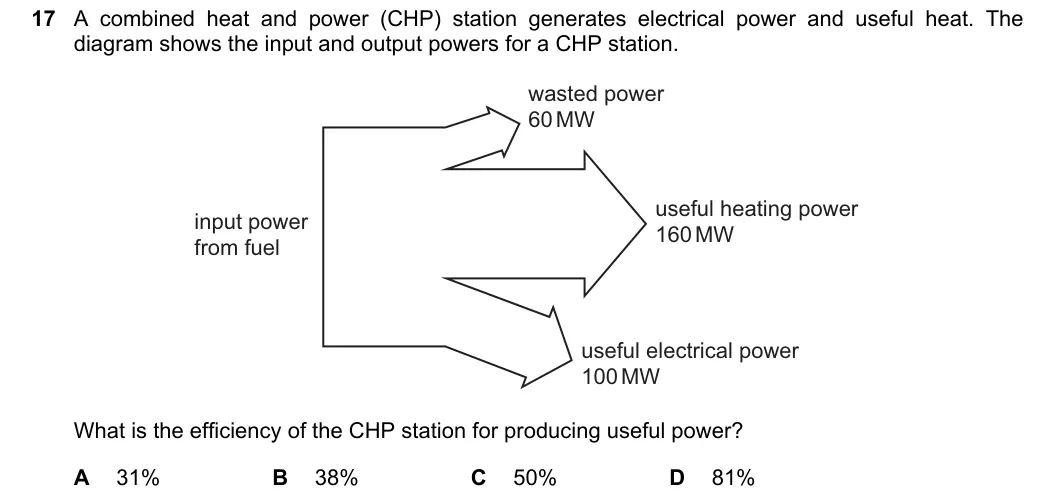 17 A combined heat and power (CHP) station generates electrical power and useful heat. The
diagram shows the input and output powers for a CHP station.
wasted power
60 MW
input power
from fuel
useful heating power
160 MW
useful electrical power
100 MW
What is the efficiency of the CHP station for producing useful power?
A 31% B 38% C 50% D 81%